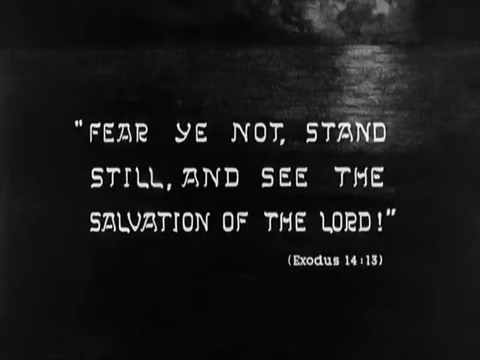 "FEAR YE NOT, STAND
STILL, AND SEE THE
SALVATION OF THE LORD!"
(Exodus 14:13)